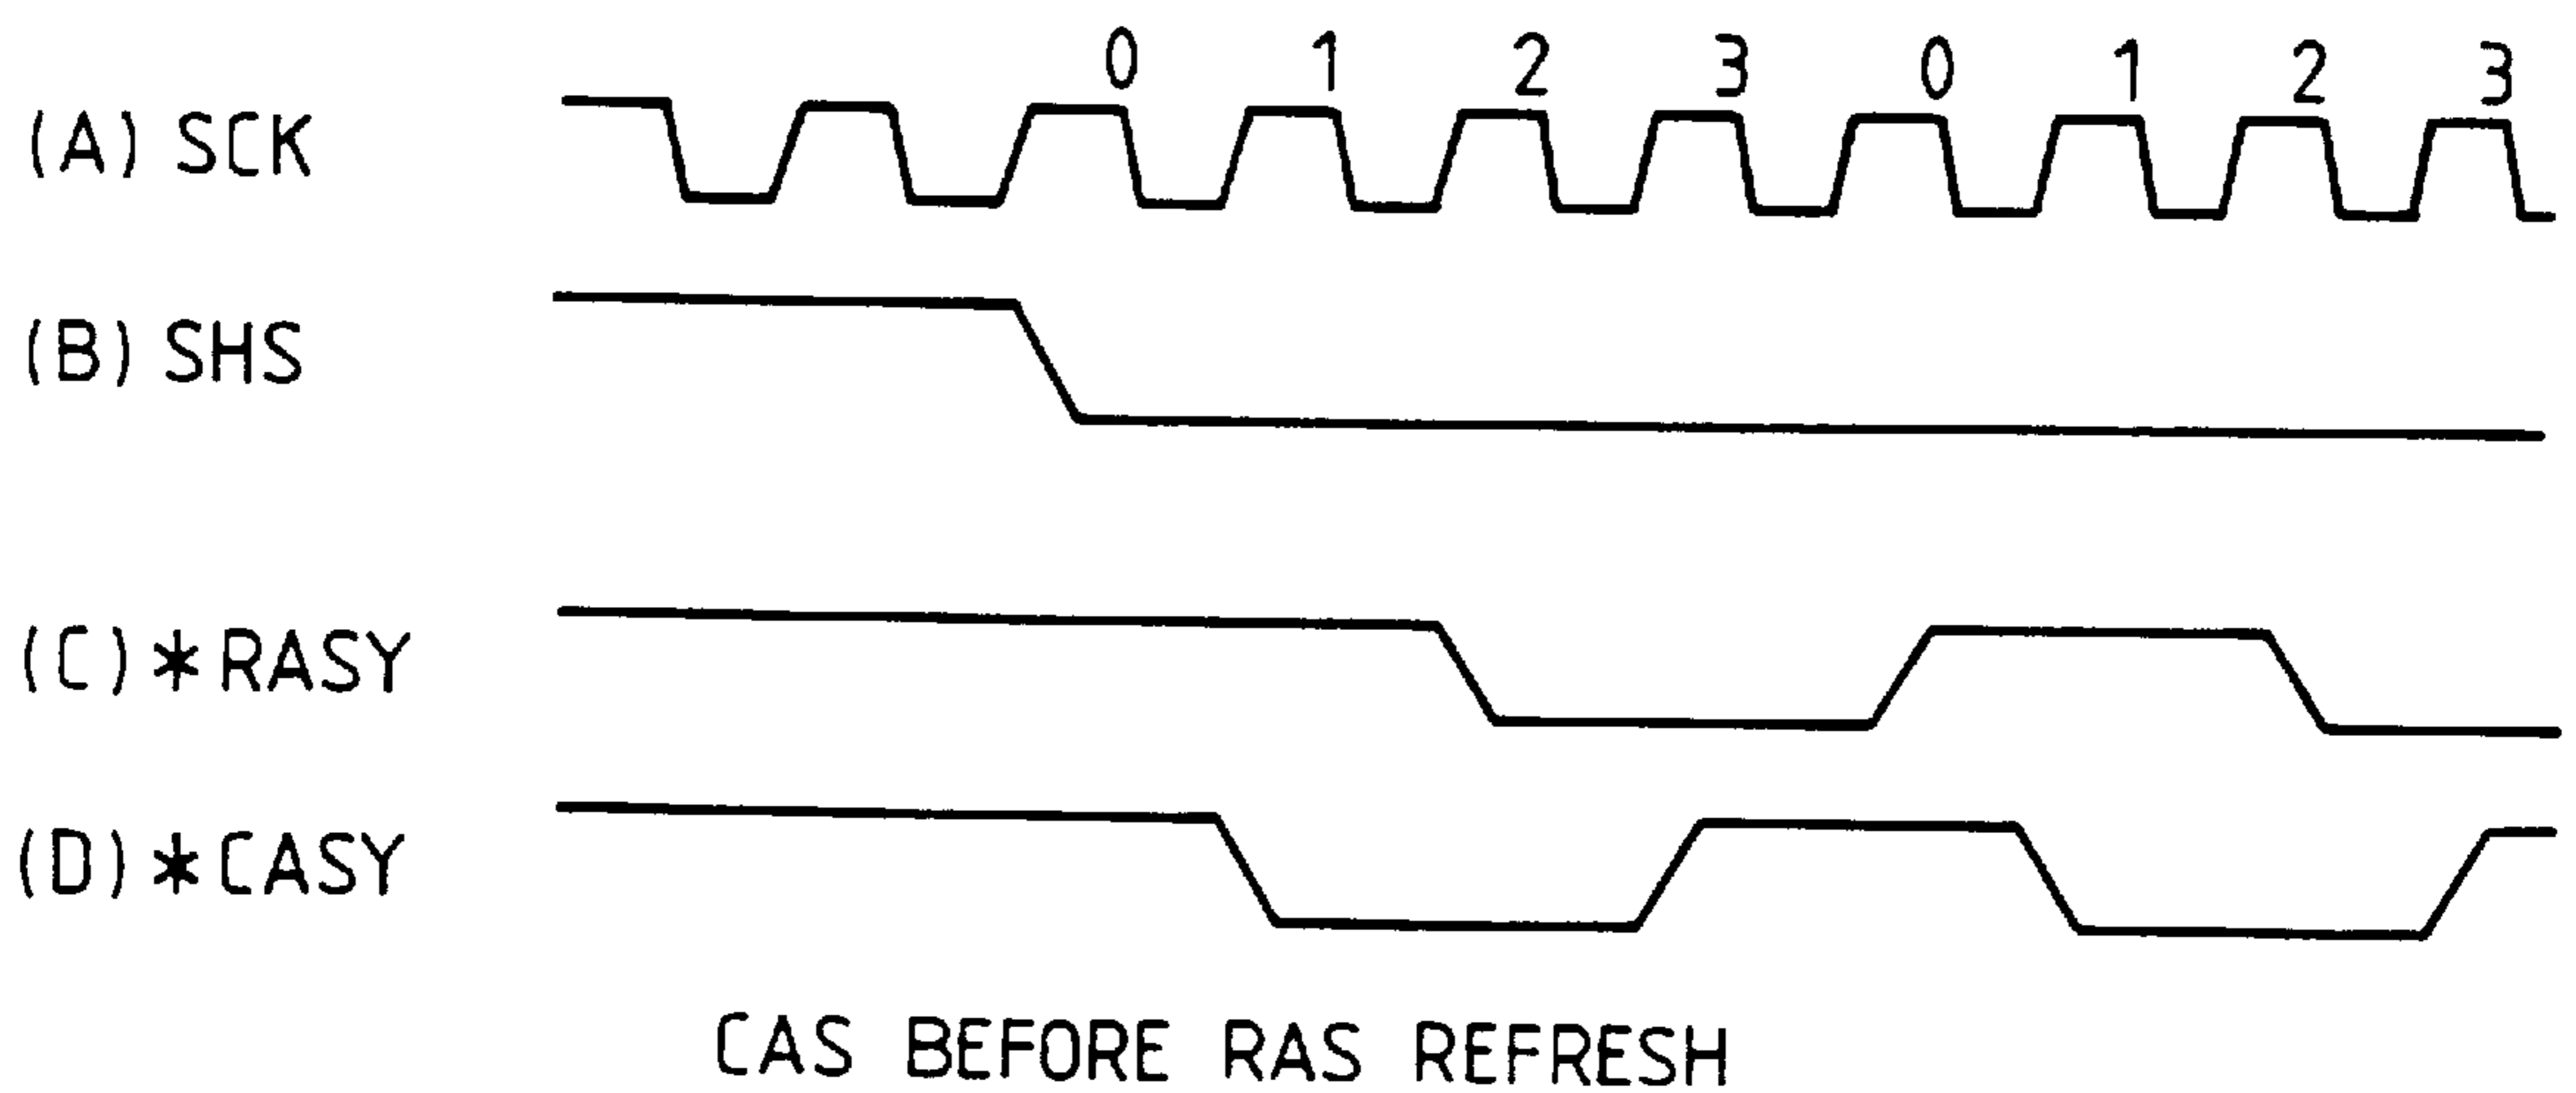 0 1 2 3 0 1 2 3
(A) SCK
(B) SHS
(C) *RASY
(D) *CASY
CAS BEFORE RAS REFRESH